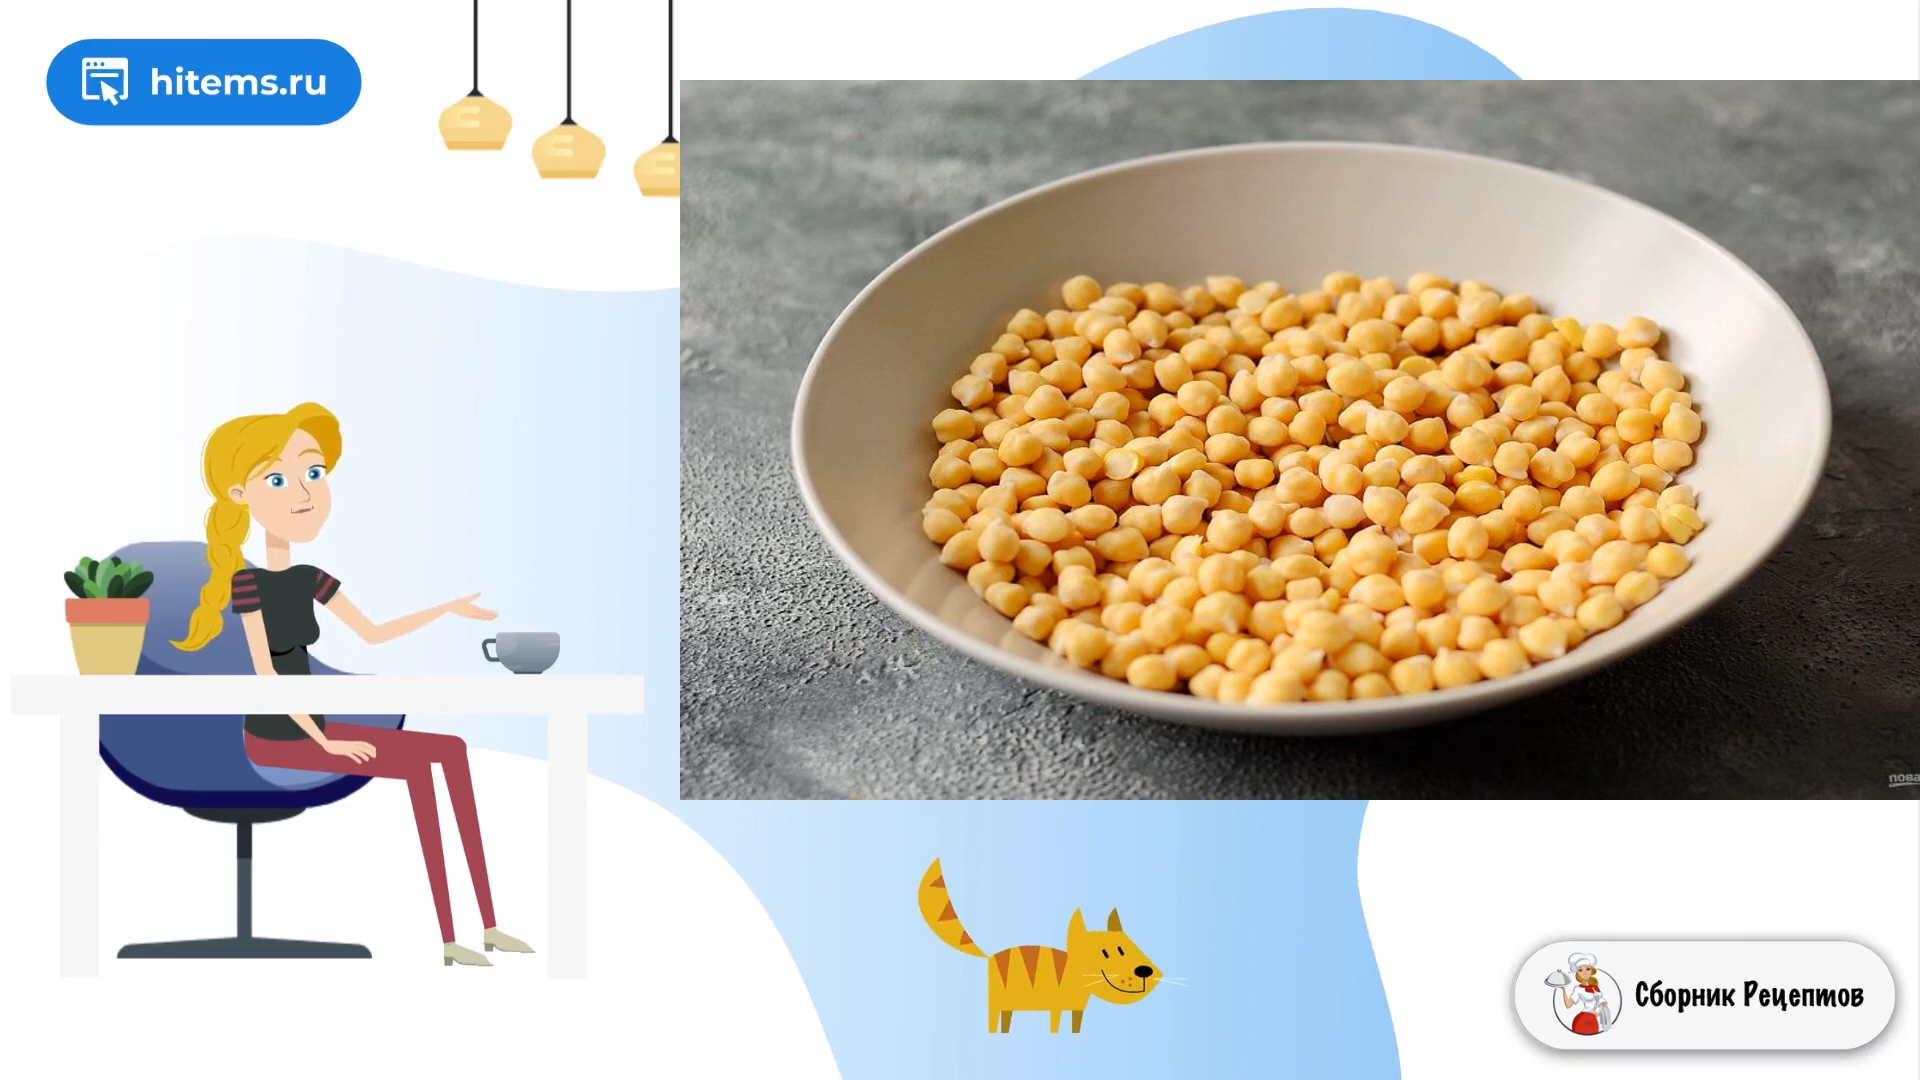 hitems.ru
Сборник Рецептов